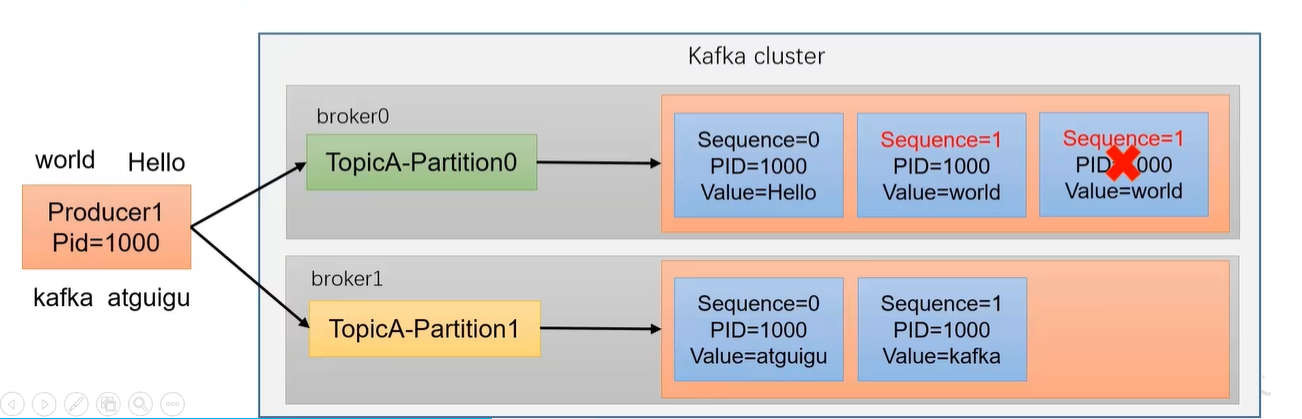 Kafka cluster
broker0
world Hello
TopicA-Partition0
Sequence=0
PID=1000
Value=Hello
Sequence=1
PID=1000
Value=world
Sequence=1
PID=1000
Value=world
Producer1
Pid=1000
kafka atguigu
broker1
TopicA-Partition1
Sequence=0
PID=1000
Value=atguigu
Sequence=1
PID=1000
Value=kafka